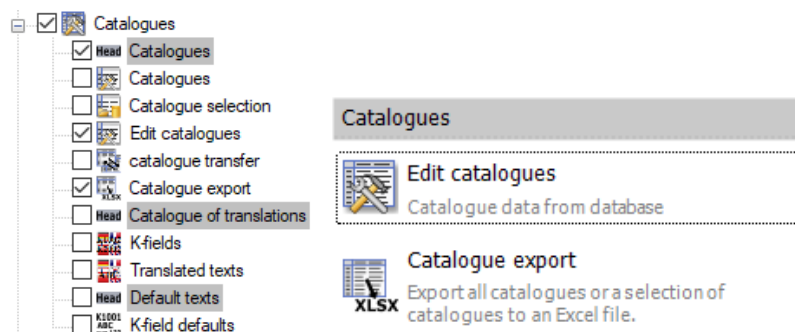 Catalogues
Head Catalogues
Catalogues
Catalogue selection
Edit catalogues
catalogue transfer
XLSX Catalogue export
Head Catalogue of translations
K-fields
Translated texts
Head Default texts
K1001 ABC K-field defaults
Catalogues
Edit catalogues
Catalogue data from database
Catalogue export
XLSX
Export all catalogues or a selection of
catalogues to an Excel file.